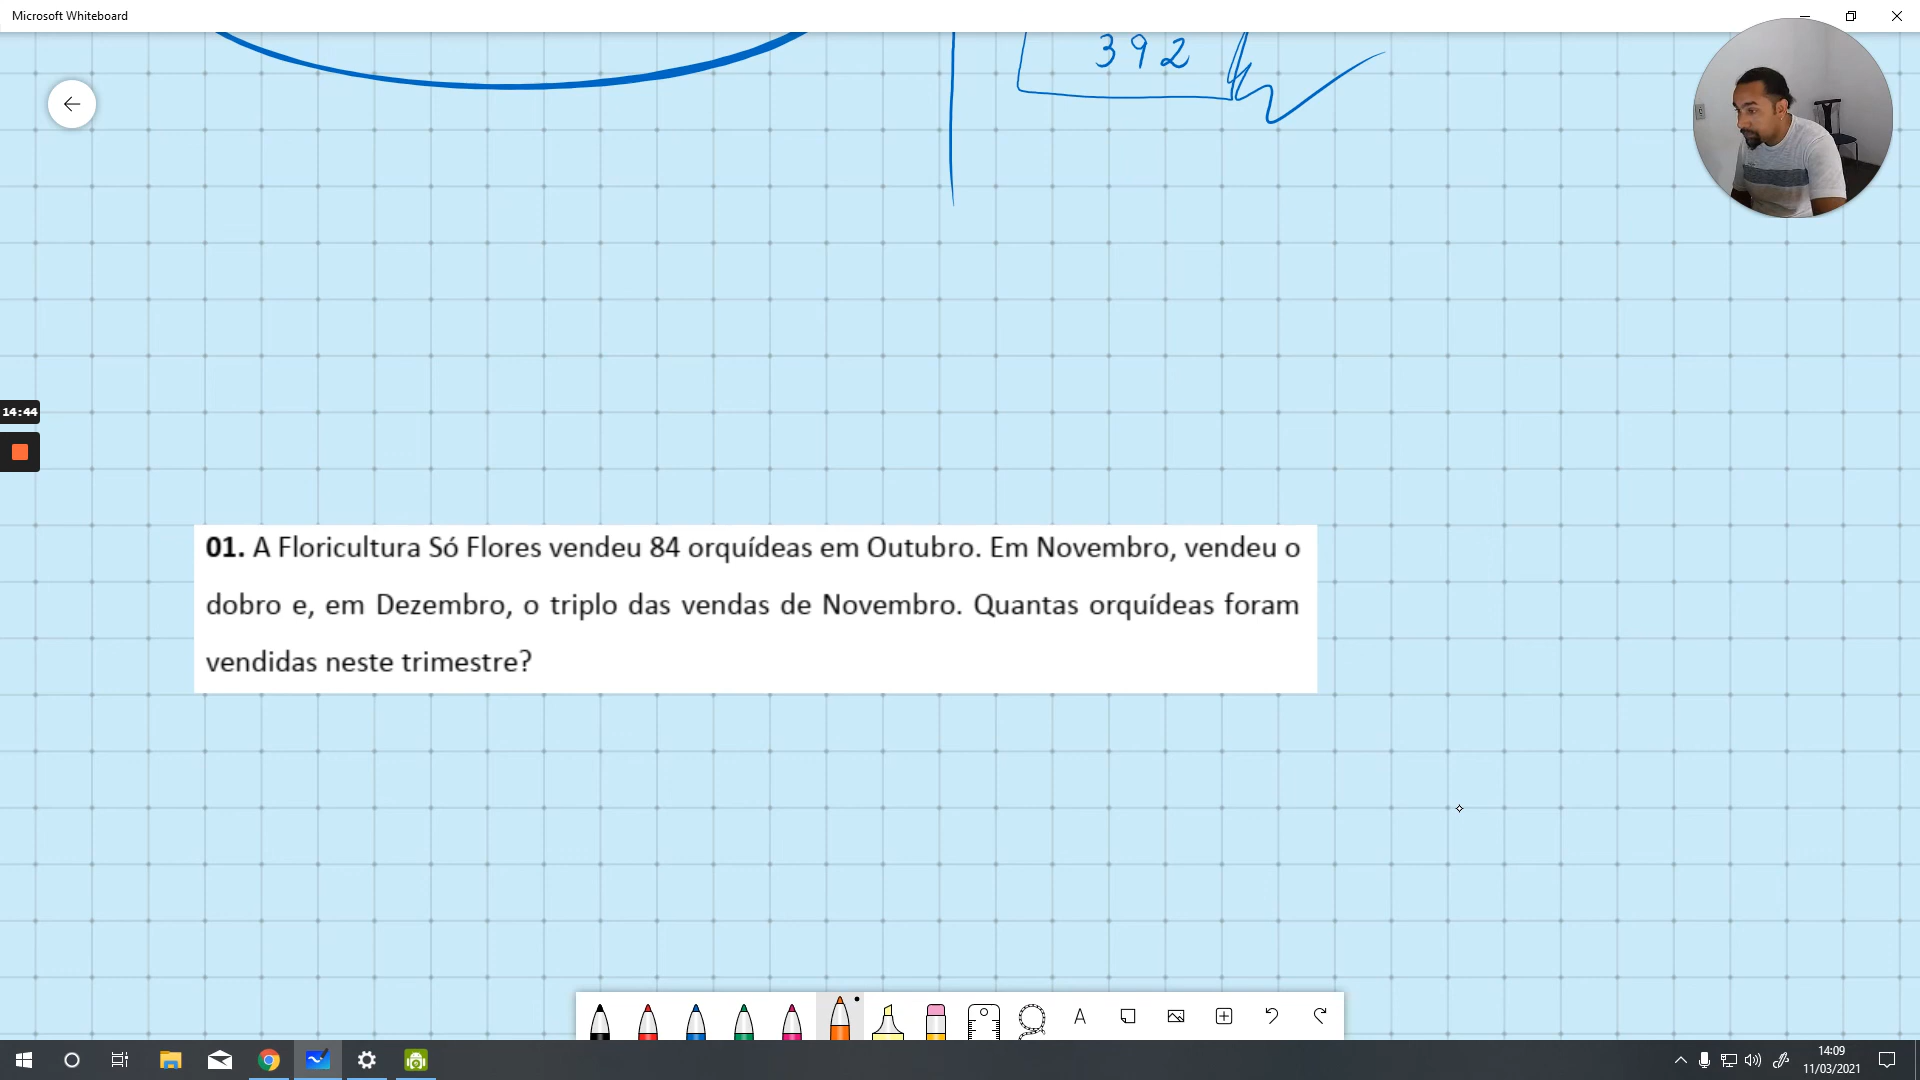 Microsoft Whiteboard
392
14:44
01. A Floricultura Só Flores vendeu 84 orquídeas em Outubro. Em Novembro, vendeu o
dobro e, em Dezembro, o triplo das vendas de Novembro. Quantas orquídeas foram
vendidas neste trimestre?
A
14:09
11/03/2021